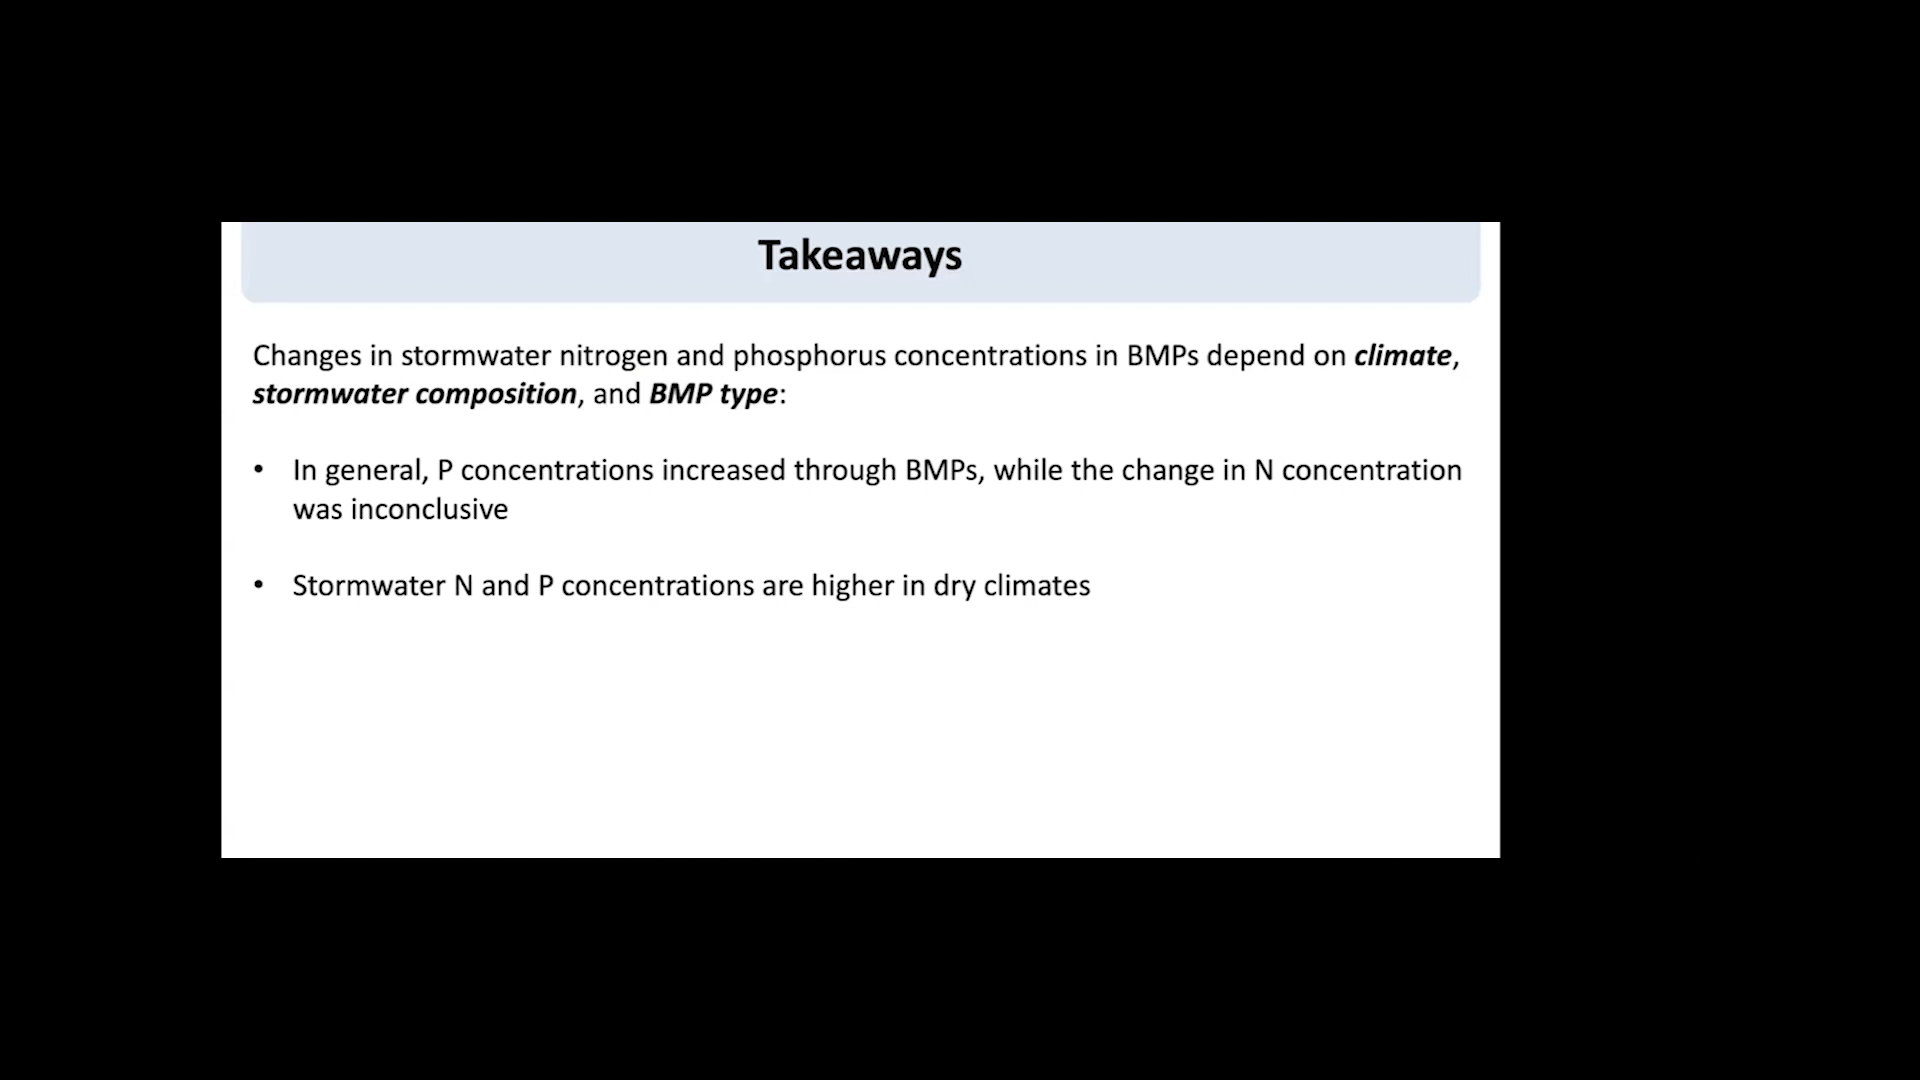 Takeaways
Changes in stormwater nitrogen and phosphorus concentrations in BMPs depend on climate,
stormwater composition, and BMP type:
• In general, P concentrations increased through BMPs, while the change in N concentration
was inconclusive
• Stormwater N and P concentrations are higher in dry climates